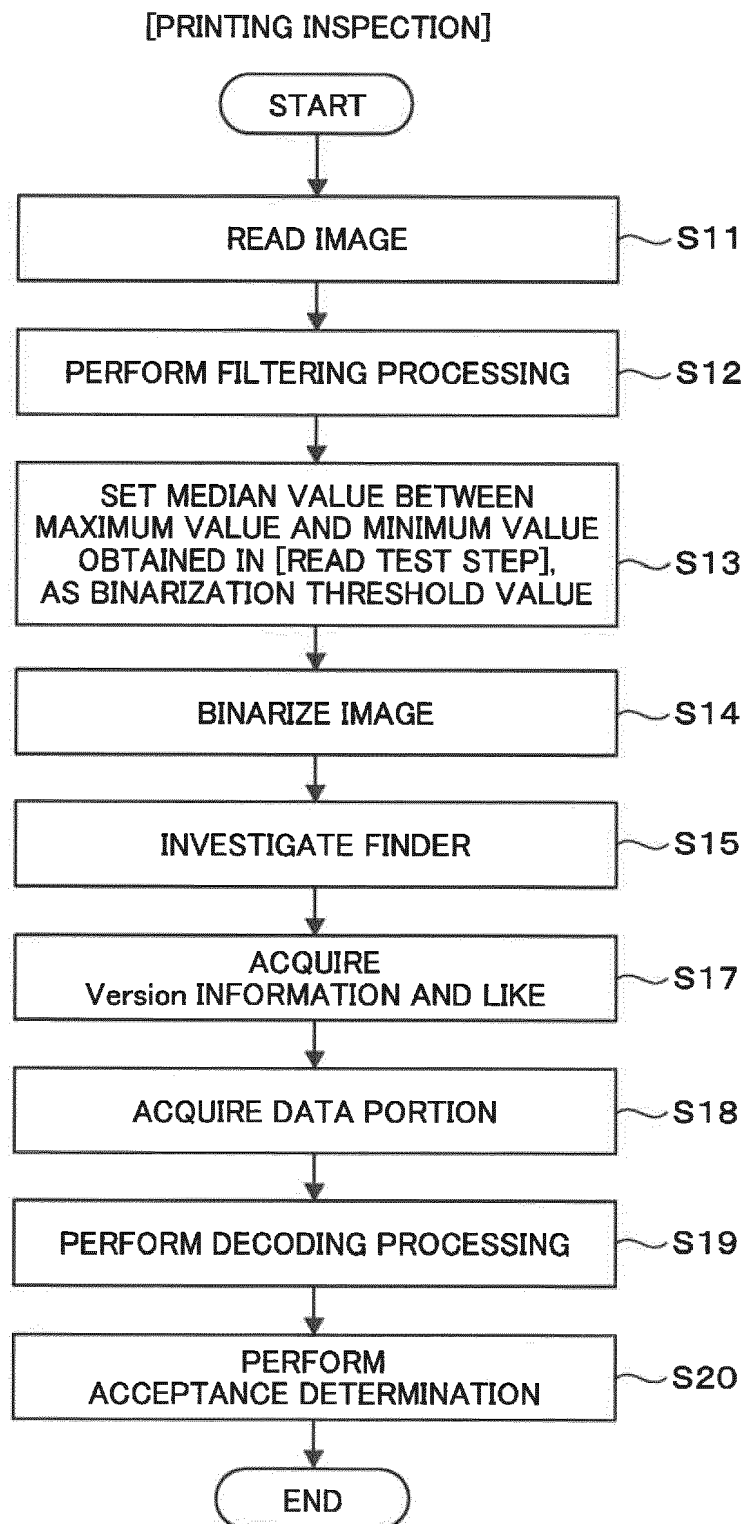 [PRINTING INSPECTION]
START
READ IMAGE
S11
PERFORM FILTERING PROCESSING
S12
SET MEDIAN VALUE BETWEEN
MAXIMUM VALUE AND MINIMUM VALUE
OBTAINED IN [READ TEST STEP],
AS BINARIZATION THRESHOLD VALUE
S13
BINARIZE IMAGE
S14
INVESTIGATE FINDER
S15
ACQUIRE
Version INFORMATION AND LIKE
S17
ACQUIRE DATA PORTION
S18
PERFORM DECODING PROCESSING
S19
PERFORM
ACCEPTANCE DETERMINATION
S20
END